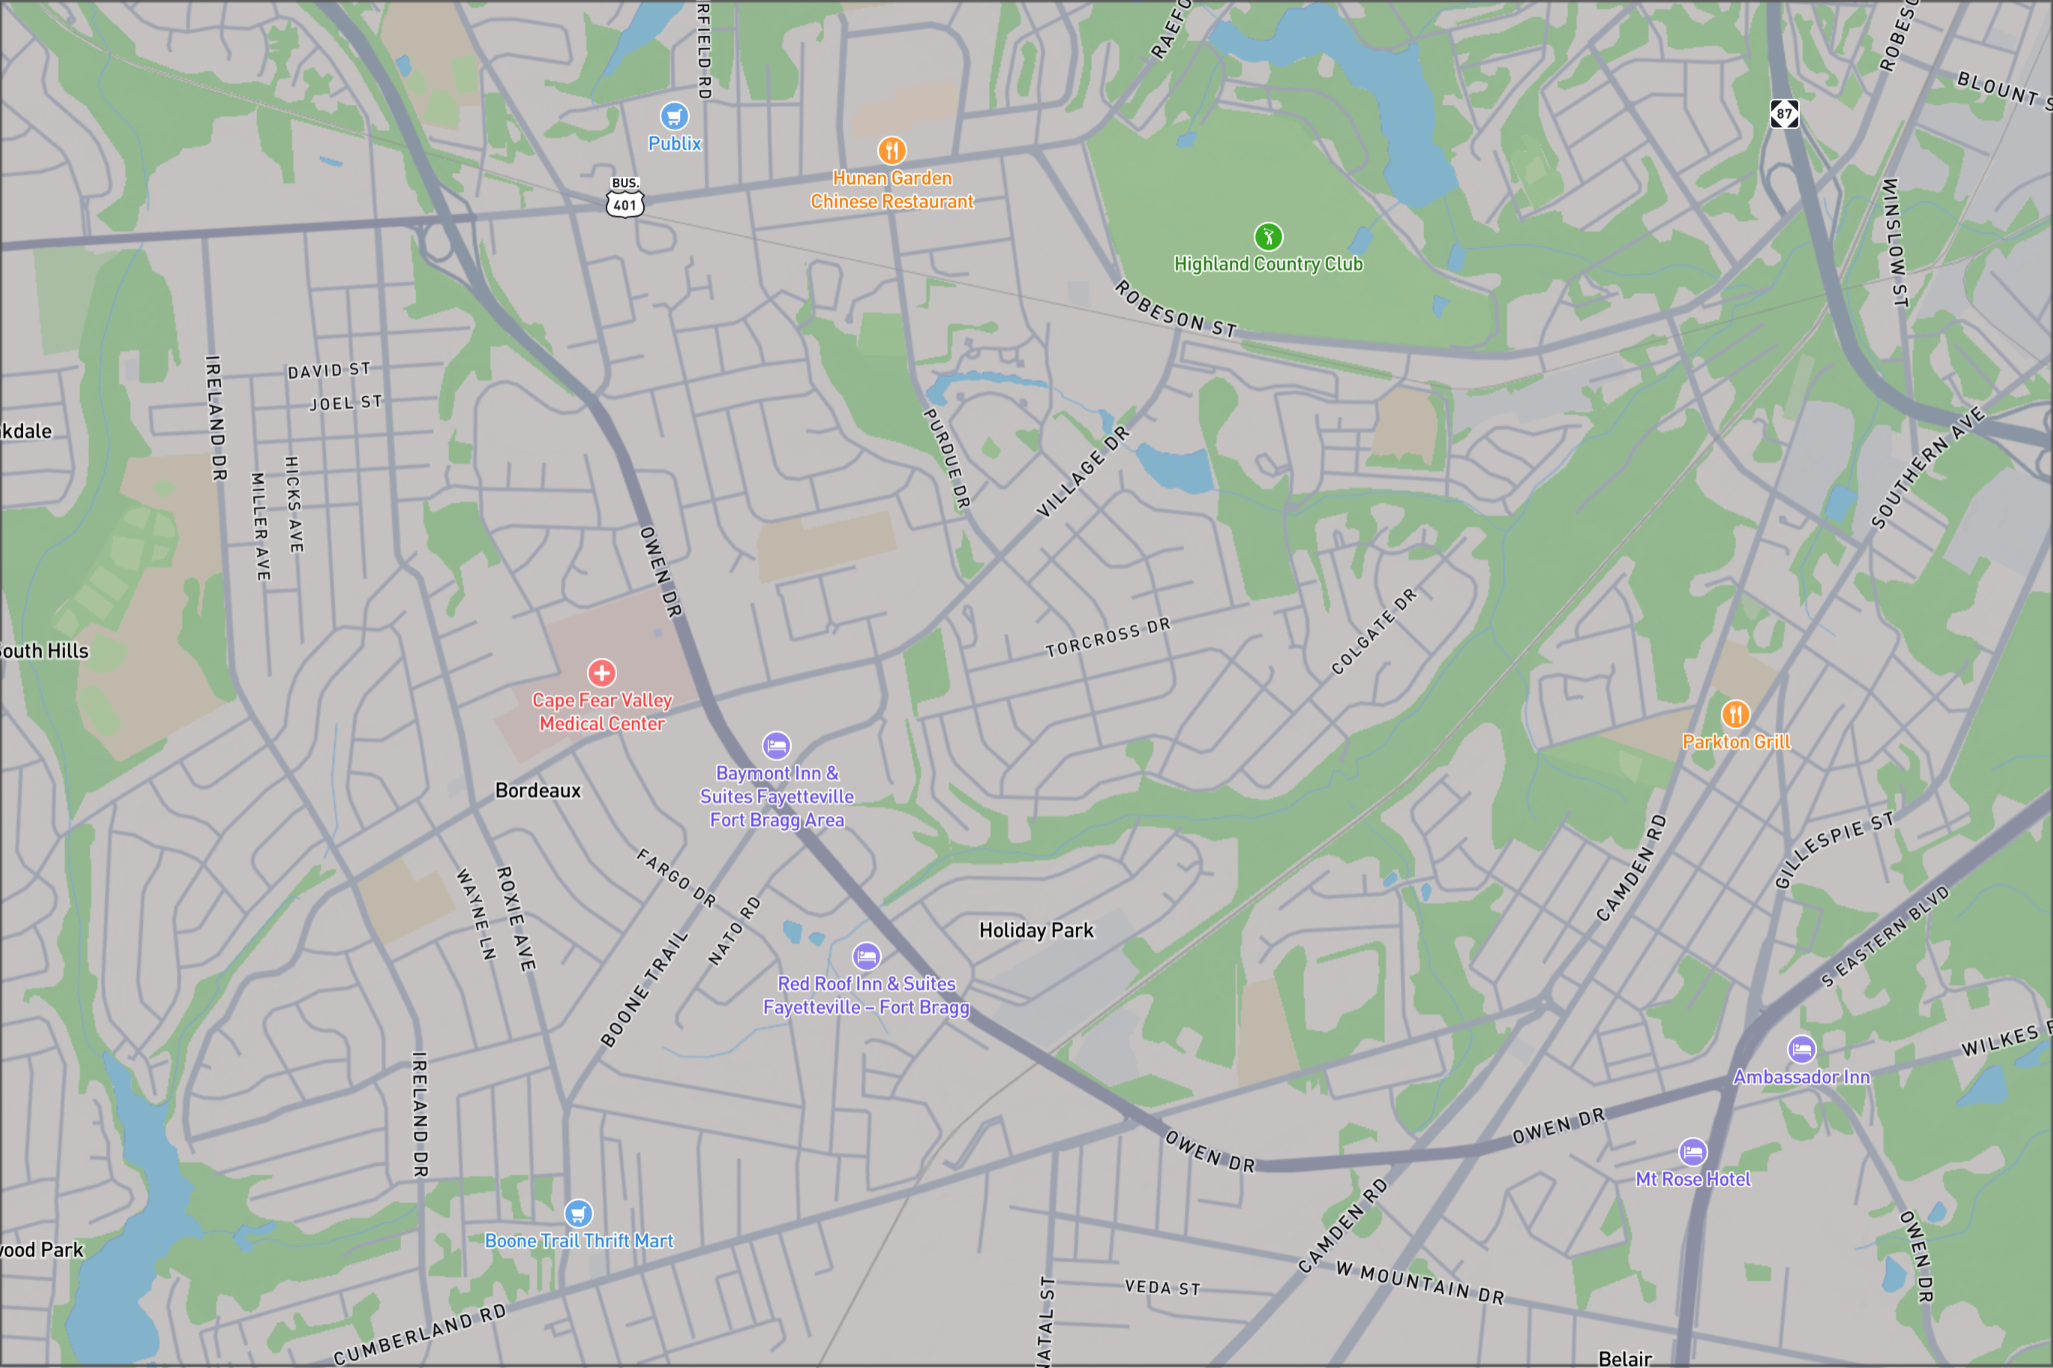 RFIELD RD
RAEFO
ROBESO
BLOUNT S
87
Publix
BUS.
401
Hunan Garden
Chinese Restaurant
WINSLOW ST
Highland Country Club
ROBESON ST
IRELAND DR
DAVID ST
JOEL ST
kdale
PURDUE DR
VILLAGE DR
SOUTHERN AVE
HICKS AVE
MILLER AVE
OWEN DR
TORCROSS DR
COLGATE DR
South Hills
Cape Fear Valley
Medical Center
Parkton Grill
Baymont Inn &
Suites Fayetteville
Fort Bragg Area
Bordeaux
FARGO DR
WAYNE LN
ROXIE AVE
NATO RD
BOONE TRAIL
CAMDEN RD
GILLESPIE ST
S EASTERN BLVD
Holiday Park
Red Roof Inn & Suites
Fayetteville – Fort Bragg
WILKES R
Ambassador Inn
IRELAND DR
OWEN DR
OWEN DR
Mt Rose Hotel
CAMDEN RD
OWEN DR
Boone Trail Thrift Mart
wood Park
W MOUNTAIN DR
VEDA ST
NATAL ST
CUMBERLAND RD
Belair